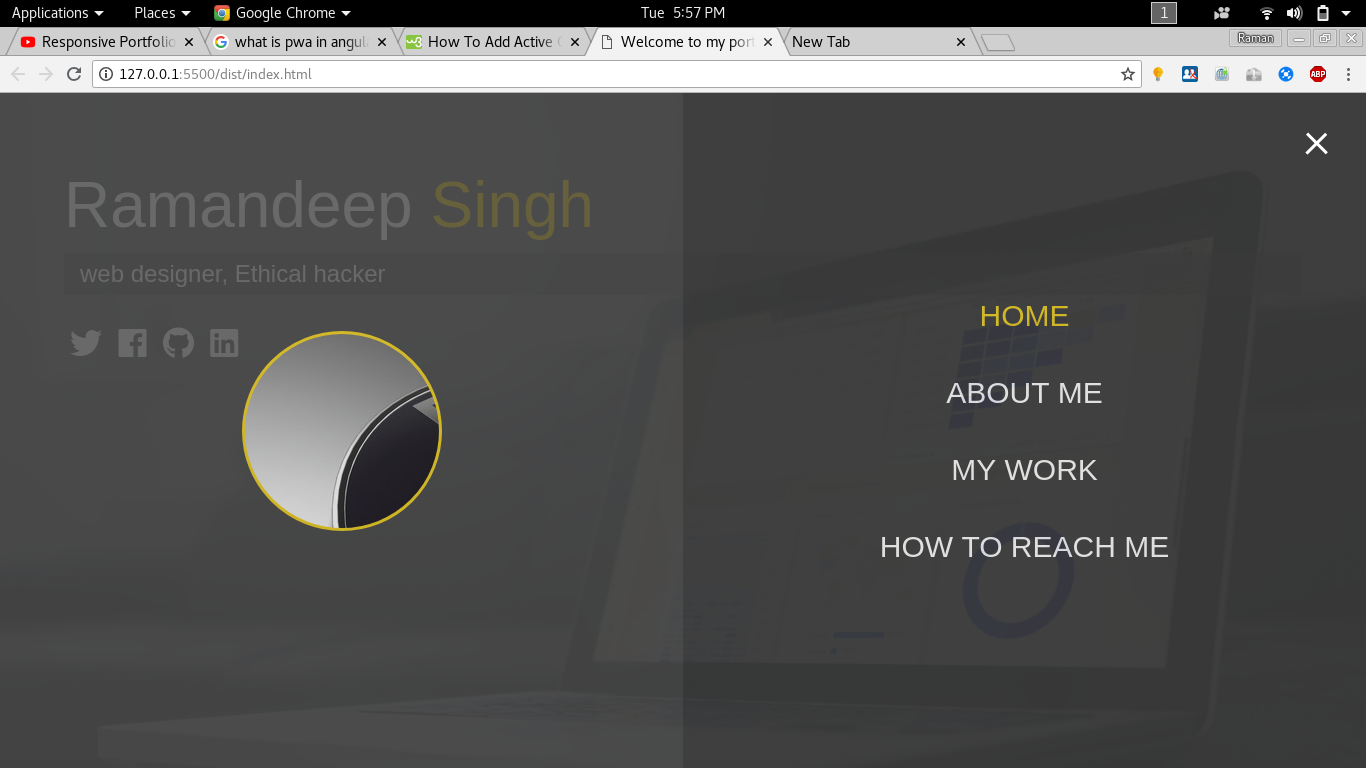 Applications Places Google Chrome Tue 5:57 PM 1
Responsive Portfolio what is pwa in angula How To Add Active Welcome to my port New Tab Raman
127.0.0.1:5500/dist/index.html ABP
Ramandeep Singh
web designer, Ethical hacker
HOME
ABOUT ME
MY WORK
HOW TO REACH ME